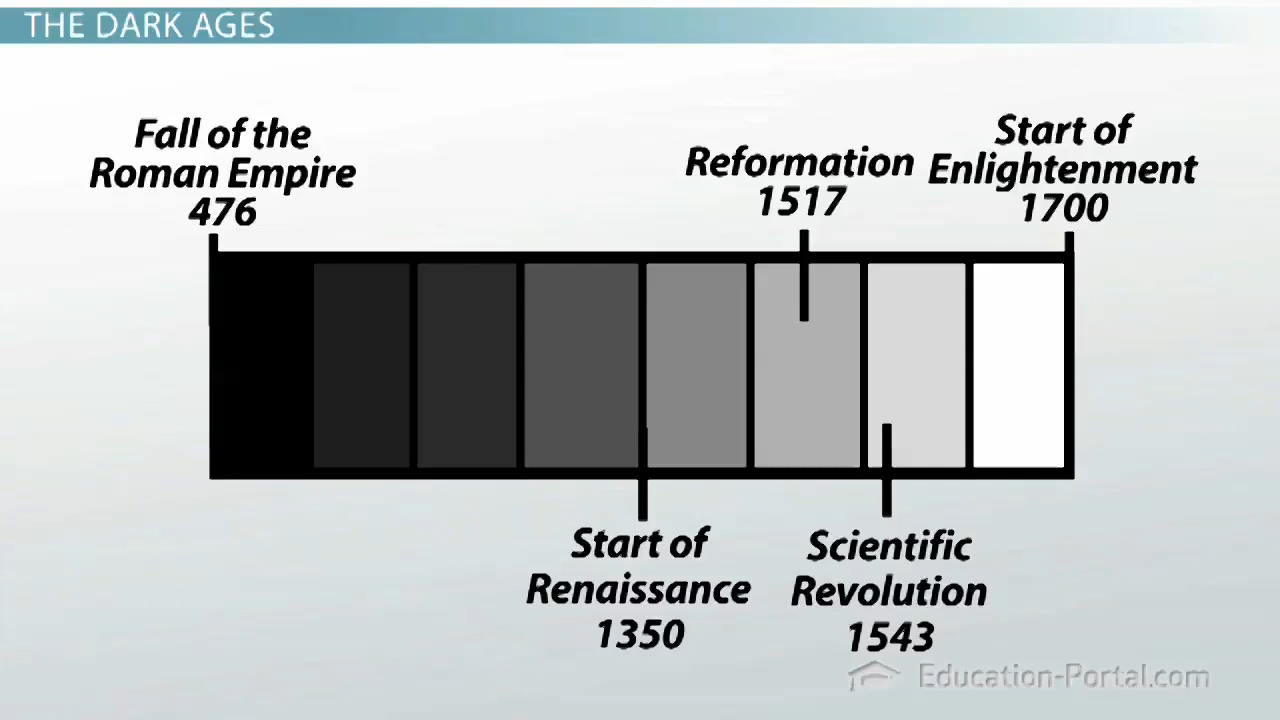 THE DARK AGES
Fall of the
Roman Empire
476
Reformation
1517
Start of
Enlightenment
1700
Start of
Renaissance
1350
Scientific
Revolution
1543
Education-Portal.com